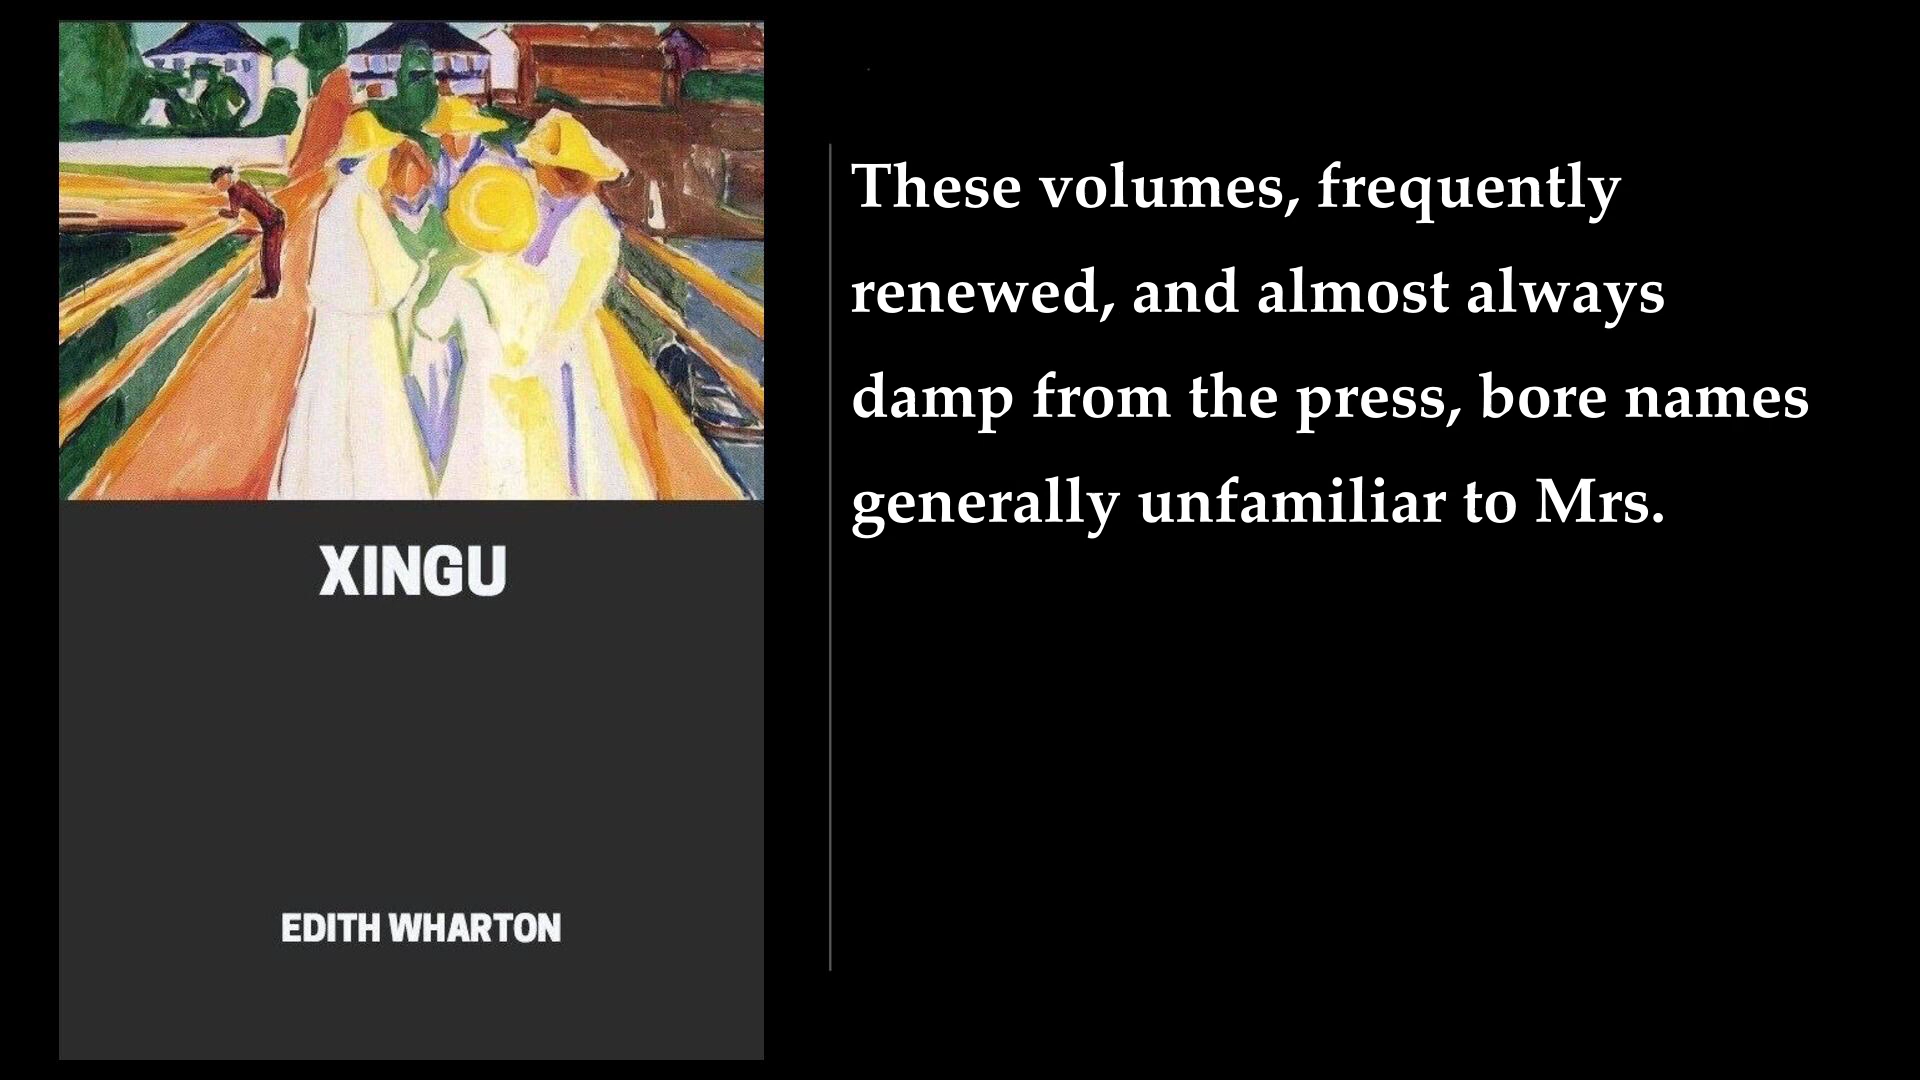 XINGU
EDITH WHARTON
These volumes, frequently
renewed, and almost always
damp from the press, bore names
generally unfamiliar to Mrs.